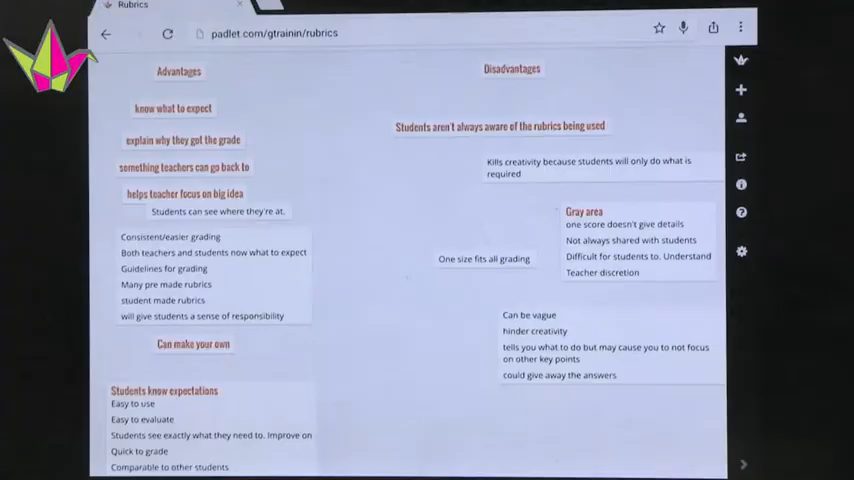 Rubrics
padlet.com/gtrainin/rubrics
Advantages
know what to expect
explain why they got the grade
something teachers can go back to
helps teacher focus on big idea
Students can see where they're at.
Consistent/easier grading
Both teachers and students now what to expect
Guidelines for grading
Many pre made rubrics
student made rubrics
will give students a sense of responsibility
Can make your own
Students know expectations
Easy to use
Easy to evaluate
Students see exactly what they need to. Improve on
Quick to grade
Comparable to other students
Disadvantages
Students aren't always aware of the rubrics being used
Kills creativity because students will only do what is
required
Gray area
one score doesn't give details
Not always shared with students
Difficult for students to. Understand
Teacher discretion
One size fits all grading
Can be vague
hinder creativity
tells you what to do but may cause you to not focus
on other key points
could give away the answers